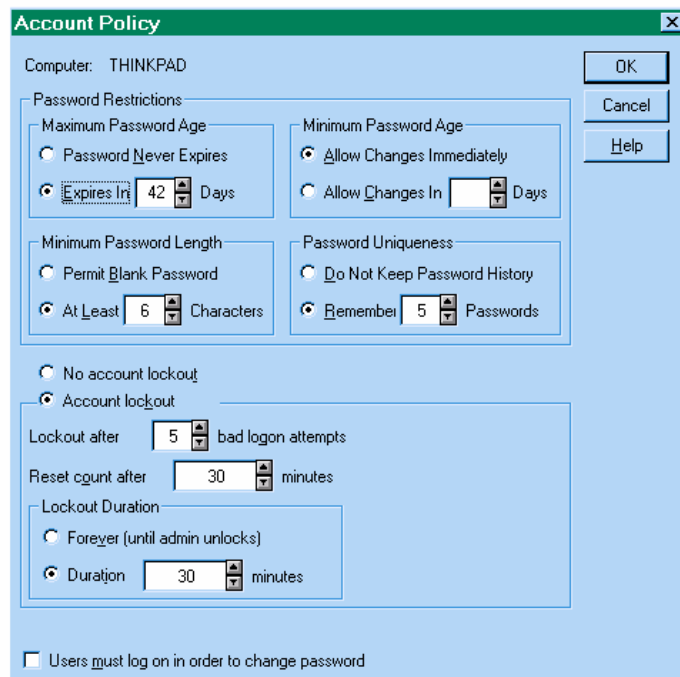 Account Policy
Computer: THINKPAD
OK
Cancel
Help
Password Restrictions
Maximum Password Age
Password Never Expires
Expires In 42 Days
Minimum Password Age
Allow Changes Immediately
Allow Changes In Days
Minimum Password Length
Permit Blank Password
At Least 6 Characters
Password Uniqueness
Do Not Keep Password History
Remember 5 Passwords
No account lockout
Account lockout
Lockout after 5 bad logon attempts
Reset count after 30 minutes
Lockout Duration
Forever (until admin unlocks)
Duration 30 minutes
Users must log on in order to change password